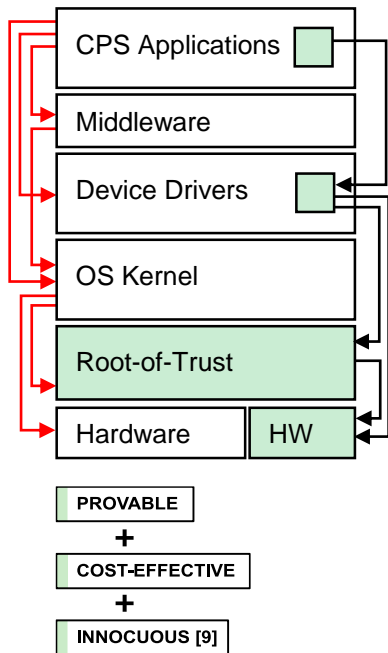 CPS Applications
Middleware
Device Drivers
OS Kernel
Root-of-Trust
Hardware
HW
PROVABLE
+
COST-EFFECTIVE
+
INNOCUOUS [9]